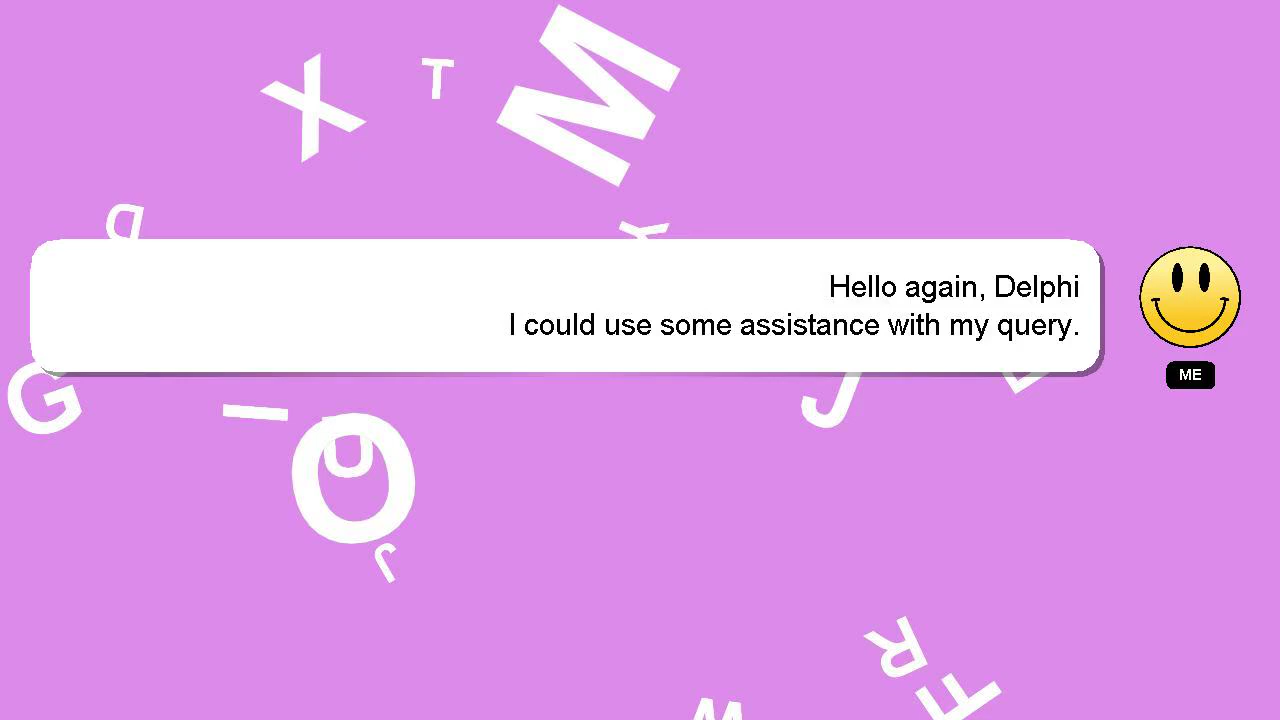 X
T
M
D
Y
Hello again, Delphi
I could use some assistance with my query.
ME
G
I
J
O
U
J
R
F
W